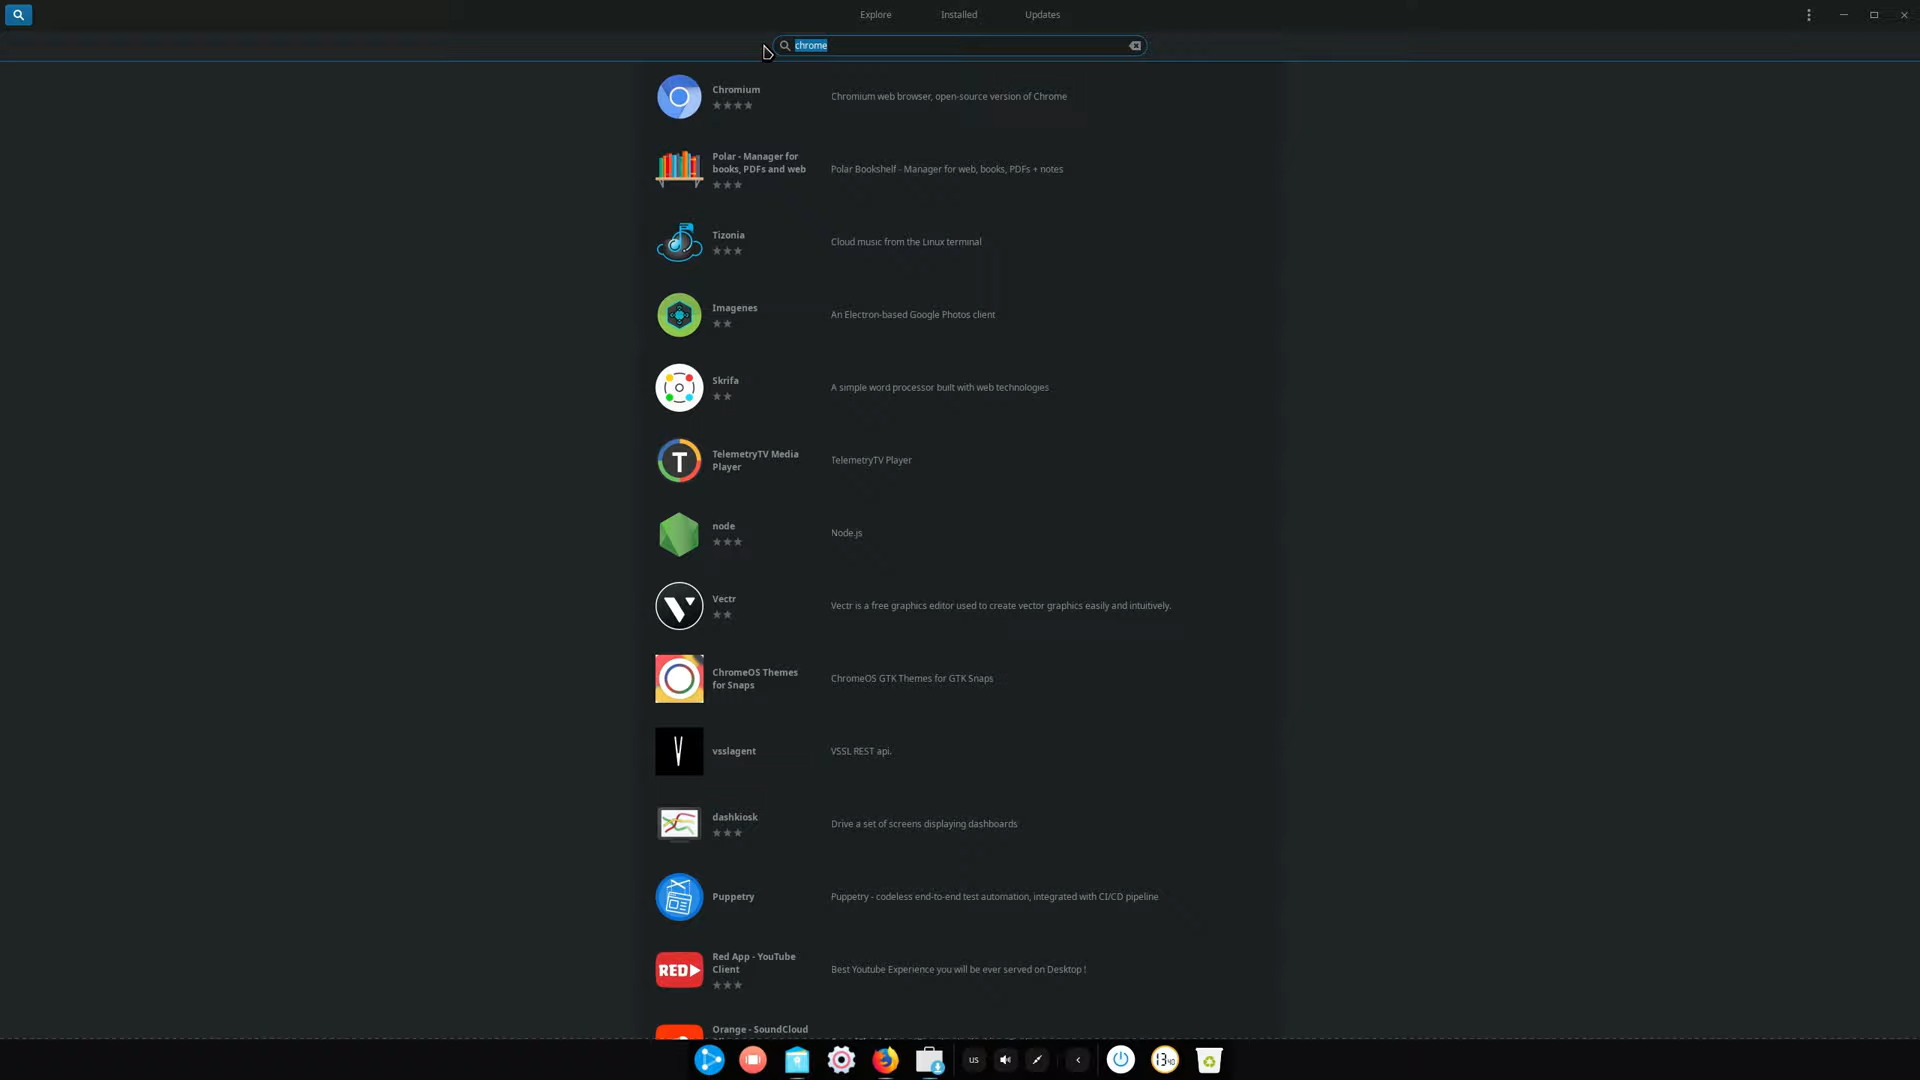 Explore Installed Updates
chrome
Chromium
Chromium web browser, open-source version of Chrome
Polar - Manager for
books, PDFs and web
Polar Bookshelf - Manager for web, books, PDFs + notes
Tizonia
Cloud music from the Linux terminal
Imagenes
An Electron-based Google Photos client
Skrifa
A simple word processor built with web technologies
T
TelemetryTV Media
Player
TelemetryTV Player
node
Node.js
Vectr
Vectr is a free graphics editor used to create vector graphics easily and intuitively.
ChromeOS Themes
for Snaps
ChromeOS GTK Themes for GTK Snaps
vsslagent
VSSL REST api.
dashkiosk
Drive a set of screens displaying dashboards
Puppetry
Puppetry - codeless end-to-end test automation, integrated with CI/CD pipeline
RED
Red App - YouTube
Client
Best Youtube Experience you will be ever served on Desktop !
Orange - SoundCloud
us
13 40